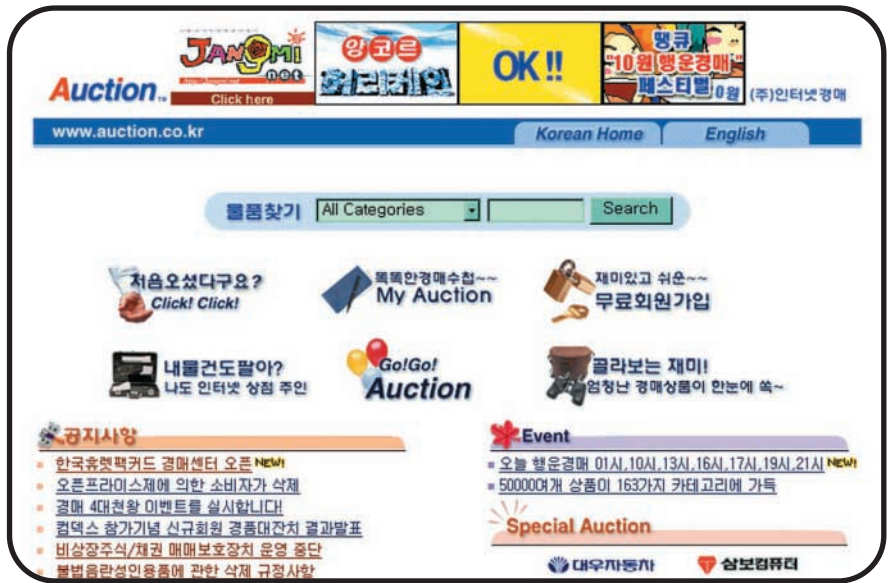 JANGMI
net
Click here
앙코르
허리케인
OK !!
땡큐
"10원 행운경매"
페스티벌
0원
Auction™
(주)인터넷경매
www.auction.co.kr
Korean Home
English
물품찾기
All Categories
Search
처음오셨다구요?
Click! Click!
똑똑한경매수첩~~
My Auction
재미있고 쉬운~~
무료회원가입
내물건도팔아?
나도 인터넷 상점 주인
Go!Go!
Auction
골라보는 재미!
엄청난 경매상품이 한눈에 쏙~
공지사항
한국휴렛팩커드 경매센터 오픈 NEW!
오픈프라이스제에 의한 소비자가 삭제
경매 4대천왕 이벤트를 실시합니다!
컴덱스 참가기념 신규회원 경품대잔치 결과발표
비상장주식/채권 매매보호장치 운영 중단
불법음란성인용품에 관한 삭제 규정사항
Event
오늘 행운경매 01시,10시,13시,16시,17시,19시,21시 NEW!
50000여개 상품이 163가지 카테고리에 가득
Special Auction
대우자동차
삼보컴퓨터